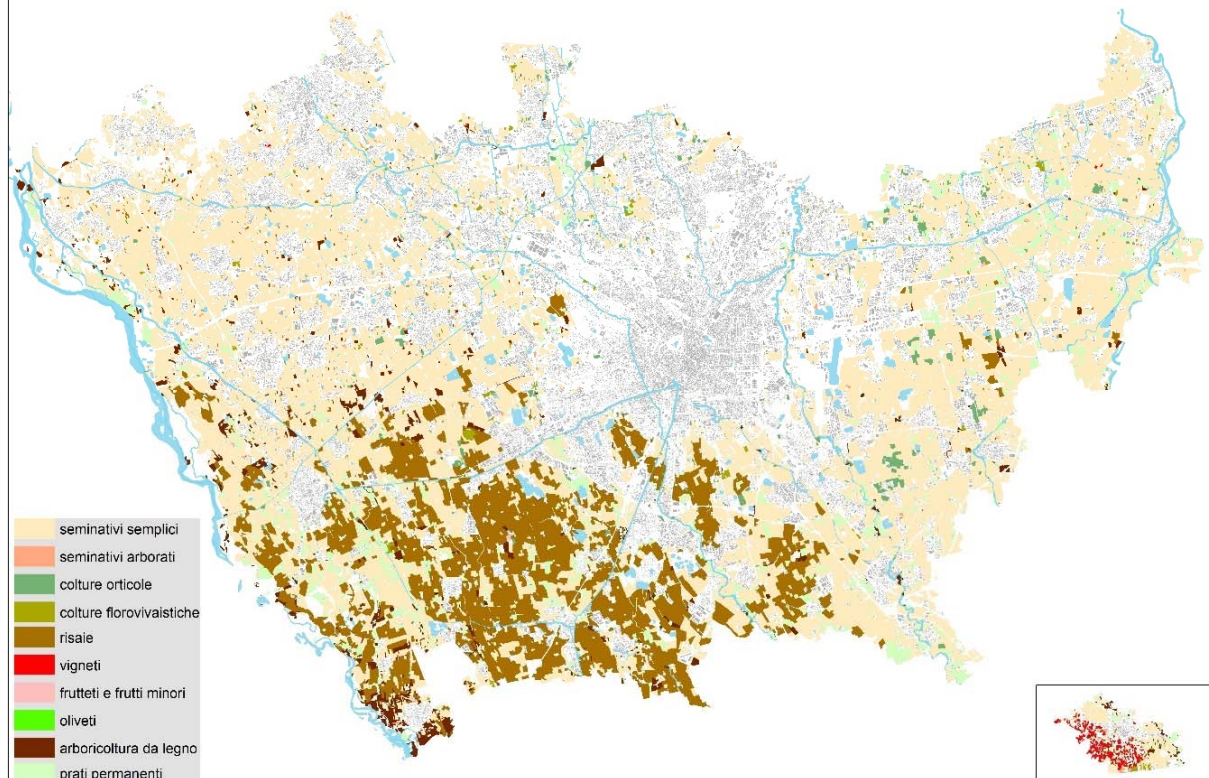 seminativi semplici
seminativi arborati
colture orticole
colture florovivaistiche
risaie
vigneti
frutteti e frutti minori
oliveti
arboricoltura da legno
prati permanenti